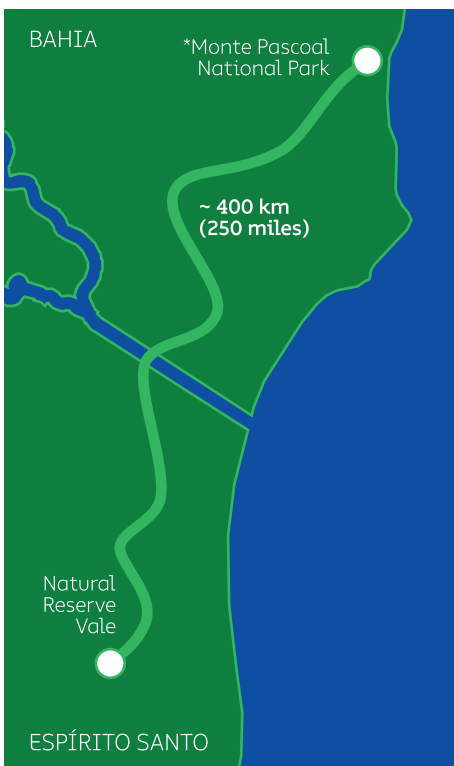 BAHIA
*Monte Pascoal
National Park
~ 400 km
(250 miles)
Natural
Reserve
Vale
ESPÍRITO SANTO